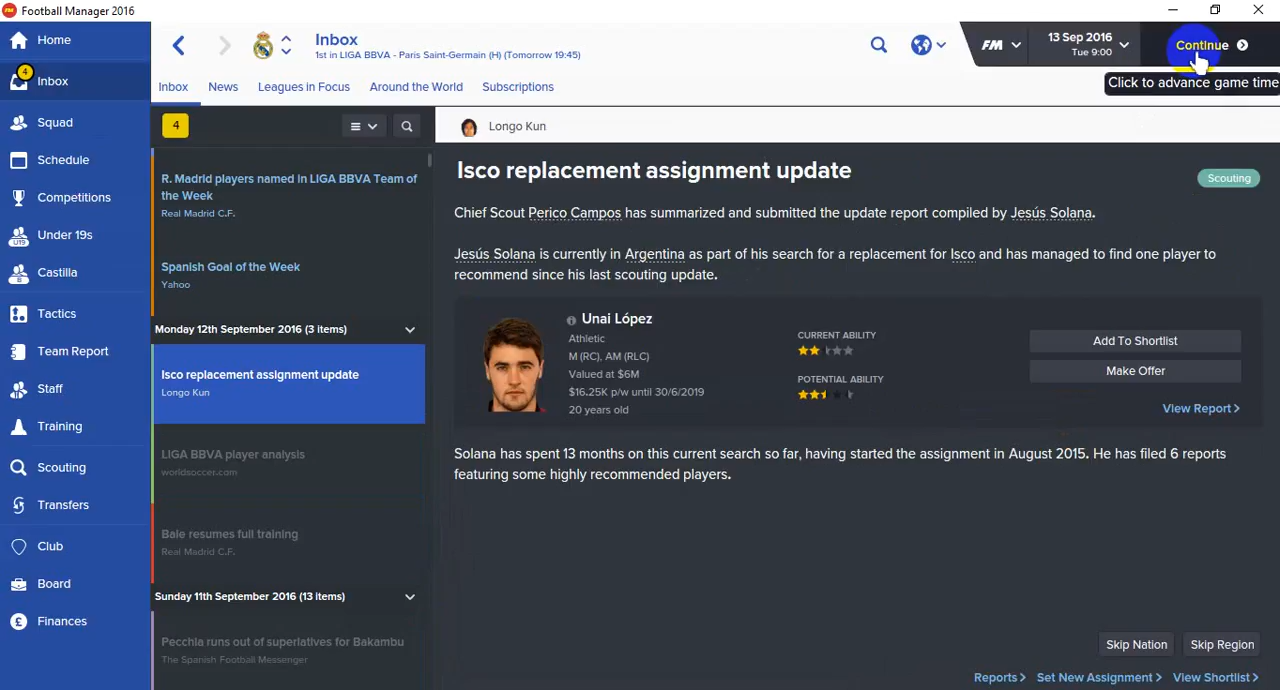 Football Manager 2016
Home
4
Inbox
Squad
Schedule
Competitions
Under 19s
Castilla
Tactics
Team Report
Staff
Training
Scouting
Transfers
Club
Board
Finances
Inbox
1st in LIGA BBVA - Paris Saint-Germain (H) (Tomorrow 19:45)
FM
13 Sep 2016
Tue 9:00
Continue
Click to advance game time
Inbox News Leagues in Focus Around the World Subscriptions
4
R. Madrid players named in LIGA BBVA Team of
the Week
Real Madrid C.F.
Spanish Goal of the Week
Yahoo
Monday 12th September 2016 (3 items)
Isco replacement assignment update
Longo Kun
LIGA BBVA player analysis
worldsoccer.com
Bale resumes full training
Real Madrid C.F.
Sunday 11th September 2016 (13 items)
Pecchia runs out of superlatives for Bakambu
The Spanish Football Messenger
Longo Kun
Isco replacement assignment update
Scouting
Chief Scout Perico Campos has summarized and submitted the update report compiled by Jesús Solana.
Jesús Solana is currently in Argentina as part of his search for a replacement for Isco and has managed to find one player to
recommend since his last scouting update.
Unai López
Athletic
M (RC), AM (RLC)
Valued at $6M
$16.25K p/w until 30/6/2019
20 years old
CURRENT ABILITY
POTENTIAL ABILITY
Add To Shortlist
Make Offer
View Report>
Solana has spent 13 months on this current search so far, having started the assignment in August 2015. He has filed 6 reports
featuring some highly recommended players.
Skip Nation Skip Region
Reports> Set New Assignment> View Shortlist>